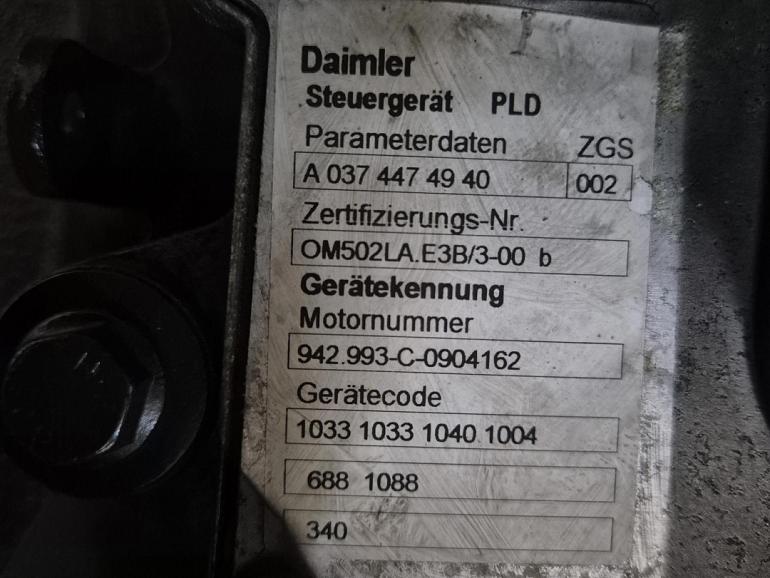 Daimler
Steuergerät PLD
Parameterdaten ZGS
A 037 447 49 40 002
Zertifizierungs-Nr.
OM502LA.E3B/3-00 b
Gerätekennung
Motornummer
942.993-C-0904162
Gerätecode
1033 1033 1040 1004
688 1088
340